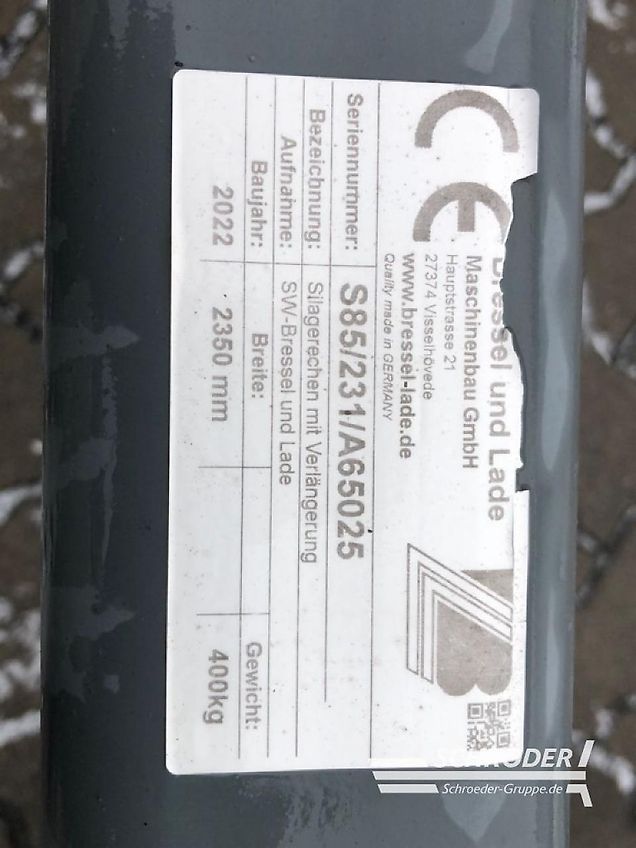 CE
Bressel und Lade
Maschinenbau GmbH
Hauptstrasse 21
27374 Visselhövede
www.bressel-lade.de
Quality made in GERMANY
Seriennummer: S85/231/A65025
Bezeichnung: Silagerechen mit Verlängerung
Aufnahme: SW-Bressel und Lade
Baujahr: Breite: Gewicht:
2022 2350 mm 400kg
SCHRÖDER
Schroeder-Gruppe.de